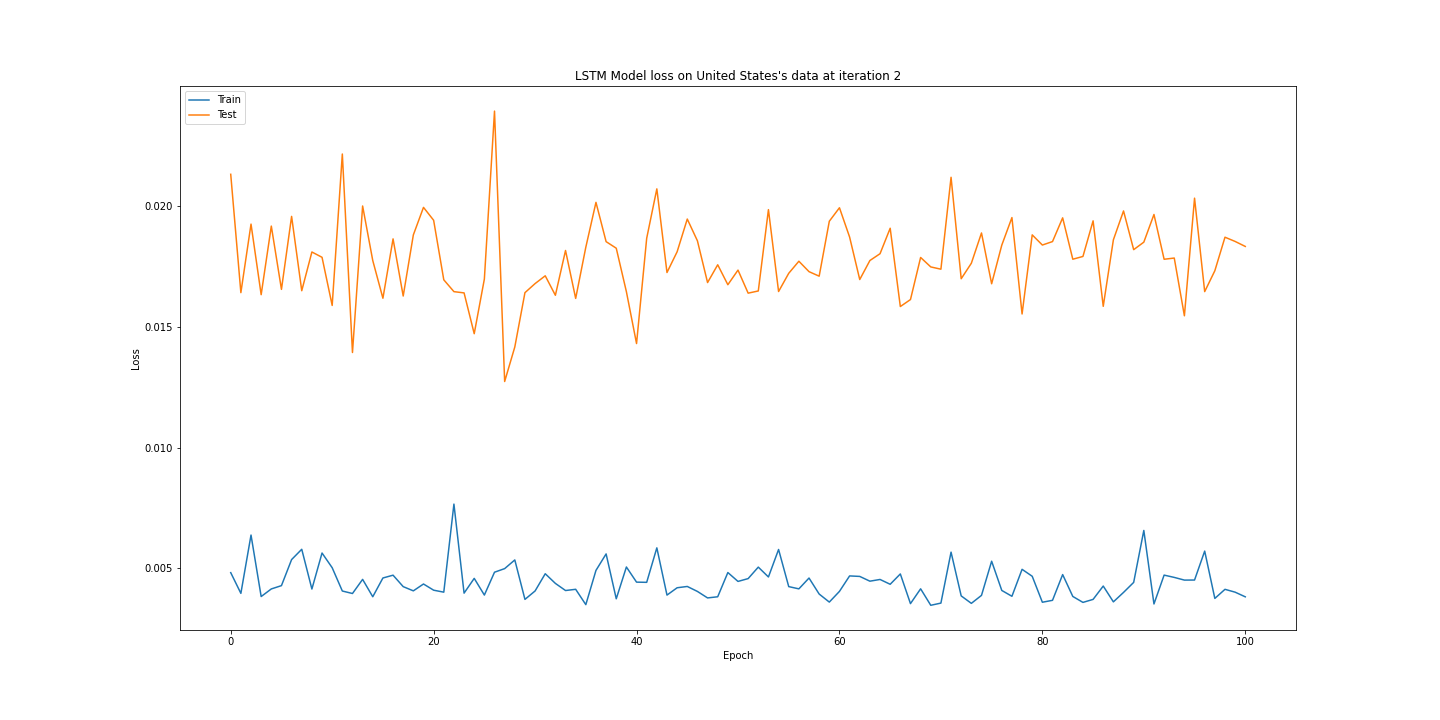 LSTM Model loss on United States's data at iteration 2
Train
Test
0.020
0.015
0.010
0.005
Loss
0 20 40 60 80 100
Epoch